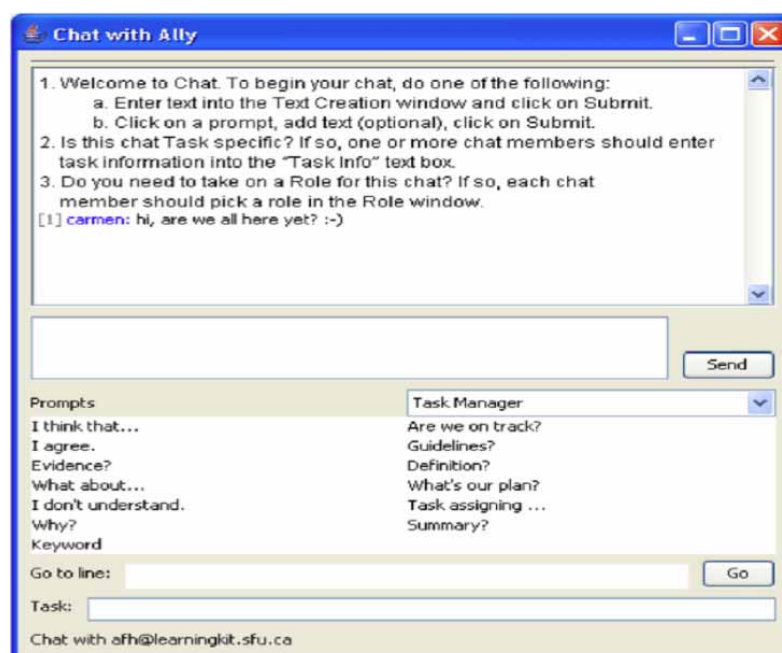 Chat with Ally
1. Welcome to Chat. To begin your chat, do one of the following:
a. Enter text into the Text Creation window and click on Submit.
b. Click on a prompt, add text (optional), click on Submit.
2. Is this chat Task specific? If so, one or more chat members should enter
task information into the "Task Info" text box.
3. Do you need to take on a Role for this chat? If so, each chat
member should pick a role in the Role window.
[1] carmen: hi, are we all here yet? :-)
Send
Prompts Task Manager
I think that... Are we on track?
I agree. Guidelines?
Evidence? Definition?
What about... What's our plan?
I don't understand. Task assigning ...
Why? Summary?
Keyword
Go to line: Go
Task:
Chat with afh@learningkit.sfu.ca